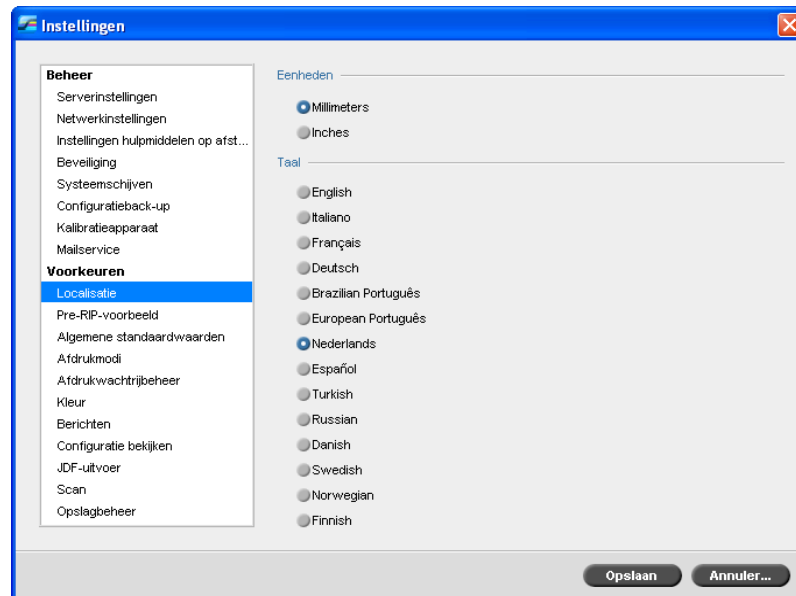 Instellingen
Beheer
Serverinstellingen
Netwerkinstellingen
Instellingen hulpmiddelen op afst...
Beveiliging
Systeemschijven
Configuratieback-up
Kalibratieapparaat
Mailservice
Voorkeuren
Localisatie
Pre-RIP-voorbeeld
Algemene standaardwaarden
Afdrukmodi
Afdrukwachtrijbeheer
Kleur
Berichten
Configuratie bekijken
JDF-uitvoer
Scan
Opslagbeheer
Eenheden
Millimeters
Inches
Taal
English
Italiano
Français
Deutsch
Brazilian Português
European Português
Nederlands
Español
Turkish
Russian
Danish
Swedish
Norwegian
Finnish
Opslaan
Annuler...